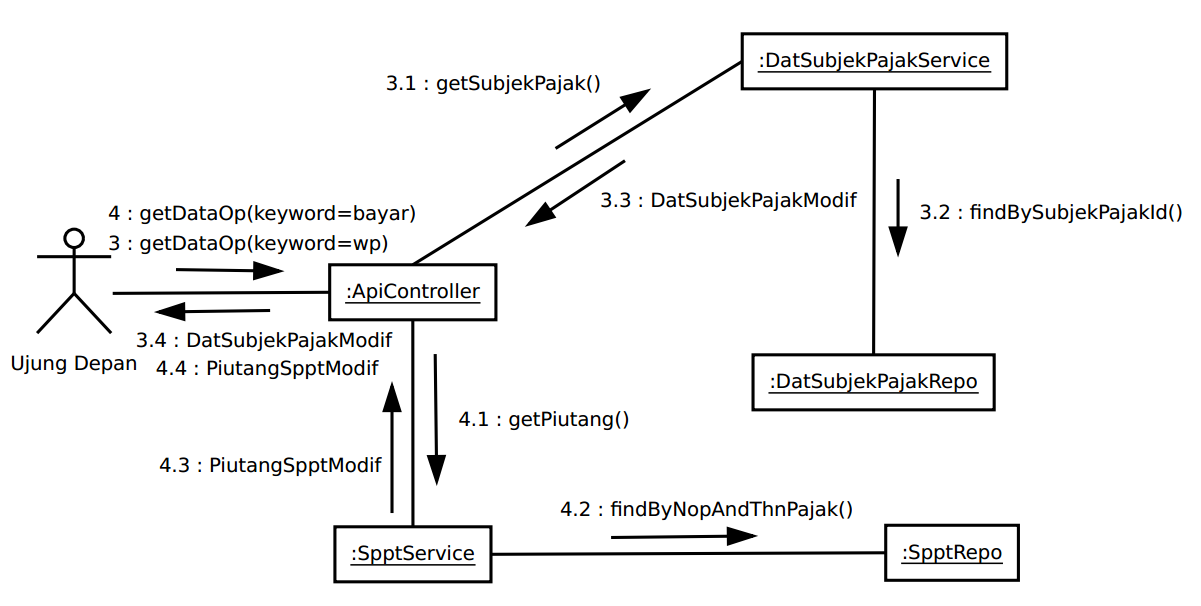 :DatSubjekPajakService
3.1 : getSubjekPajak()
3.3 : DatSubjekPajakModif
3.2 : findBySubjekPajakId()
4 : getDataOp(keyword=bayar)
3 : getDataOp(keyword=wp)
:ApiController
3.4 : DatSubjekPajakModif
Ujung Depan
4.4 : PiutangSpptModif
:DatSubjekPajakRepo
4.1 : getPiutang()
4.3 : PiutangSpptModif
4.2 : findByNopAndThnPajak()
:SpptService
:SpptRepo